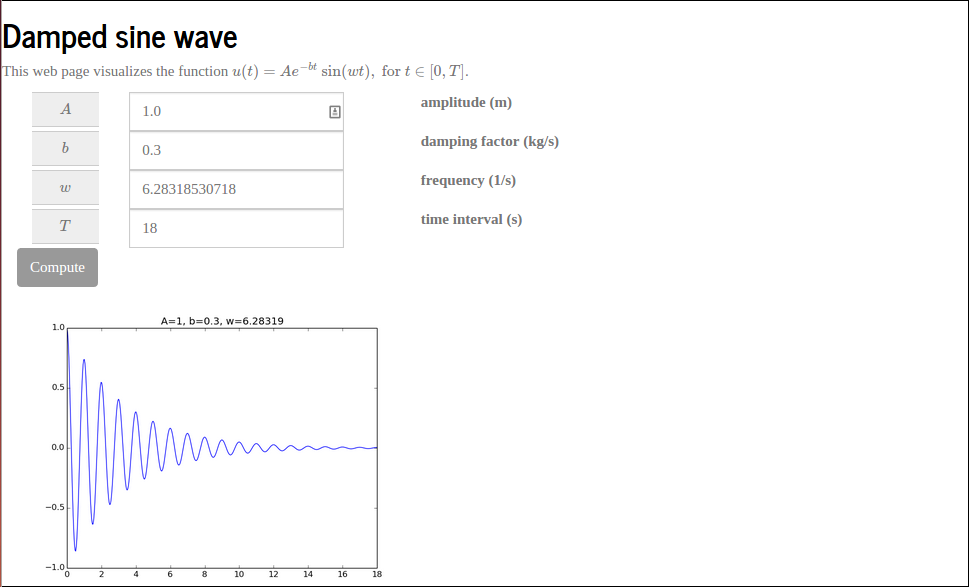 Damped sine wave
This web page visualizes the function u(t) = Ae^{−bt} sin(wt), for t ∈ [0, T].
A 1.0 amplitude (m)
b 0.3 damping factor (kg/s)
w 6.28318530718 frequency (1/s)
T 18 time interval (s)
Compute
A=1, b=0.3, w=6.28319
1.0
0.5
0.0
−0.5
−1.0
0 2 4 6 8 10 12 14 16 18